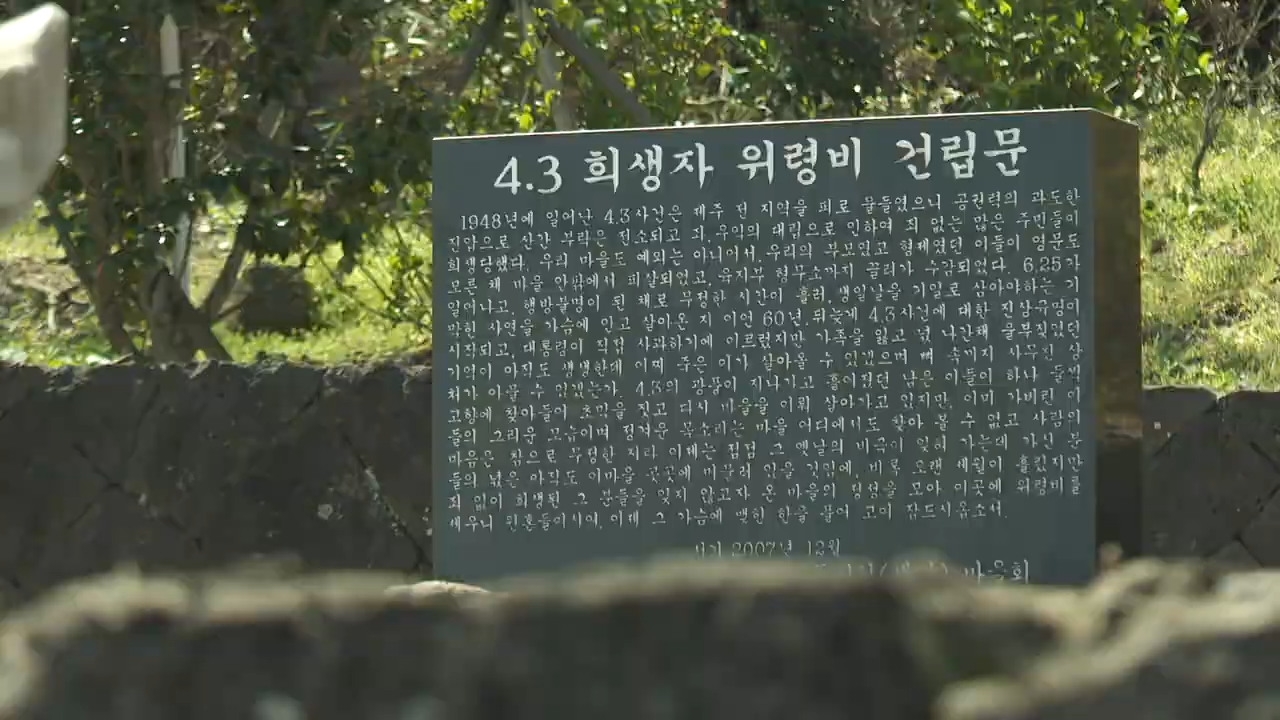 4.3 희생자 위령비 건립문
1948년에 일어난 4.3사건은 제주 전 지역을 피로 물들였으니 공권력의 과도한
진압으로 산간 부락은 전소되고 좌.우익의 대립으로 인하여 죄 없는 많은 주민들이
희생당했다. 우리 마을도 예외는 아니어서, 우리의 부모였고 형제였던 이들이 영문도
모른 채 마을 안팎에서 피살되었고, 육지부 형무소까지 끌려가 수감되었다. 6.25가
일어나고, 행방불명이 된 채로 무정한 시간이 흘러, 생일날을 기일로 삼아야하는 기
막힌 사연을 가슴에 안고 살아온 지 어언 60년. 뒤늦게 4.3사건에 대한 진상규명이
시작되고, 대통령이 직접 사과하기에 이르렀지만 가족을 잃고 넋 나간채 울부짖었던
기억이 아직도 생생한데 어찌 죽은 이가 살아올 수 있겠으며 뼈 속까지 사무친 상
처가 아물 수 있겠는가. 4.3의 광풍이 지나가고 흩어졌던 남은 이들이 하나 둘씩
고향에 찾아들어 초막을 짓고 다시 마을을 이뤄 살아가고 있지만, 이미 가버린 이
들의 그리운 모습이며 정겨운 목소리는 마을 어디에서도 찾아 볼 수 없고 사람의
마음은 참으로 무정한 지라 이제는 점점 그 옛날의 비극이 잊혀 가는데 가신 분
들의 넋은 아직도 이마을 곳곳에 머물러 있을 것임에, 비록 오랜 세월이 흘렀지만
죄 없이 희생된 그 분들을 잊지 않고자 온 마을의 정성을 모아 이곳에 위령비를
세우니 원혼들이시여, 이제 그 가슴에 맺힌 한을 풀어 고이 잠드시옵소서.
서기 2007년 12월
마을회